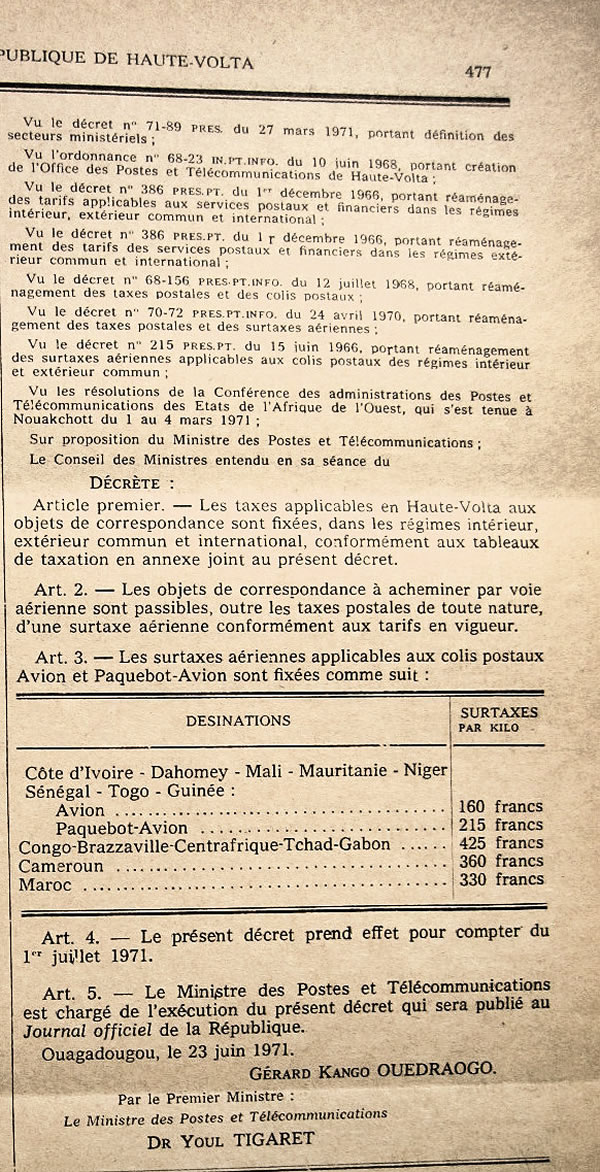 PUBLIQUE DE HAUTE-VOLTA
477
Vu le décret n° 71-89 PRES. du 27 mars 1971, portant définition des
secteurs ministériels ;
Vu l'ordonnance n° 68-23 IN.PT.INFO. du 10 juin 1968, portant création
de l'Office des Postes et Télécommunications de Haute-Volta ;
Vu le décret n° 386 PRES.PT. du 1er décembre 1966, portant réaménage-
des tarifs applicables aux services postaux et financiers dans les régimes
intérieur, extérieur commun et international ;
Vu le décret n° 386 PRES.PT. du 1 r décembre 1966, portant réaménage-
ment des tarifs des services postaux et financiers dans les régimes exté-
rieur commun et international ;
Vu le décret n° 68-156 PRES.PT.INFO. du 12 juillet 1968, portant réamé-
nagement des taxes postales et des colis postaux ;
Vu le décret n° 70-72 PRES.PT.INFO. du 24 avril 1970, portant réaména-
gement des taxes postales et des surtaxes aériennes ;
Vu le décret n° 215 PRES.PT. du 15 juin 1966, portant réaménagement
des surtaxes aériennes applicables aux colis postaux des régimes intérieur
et extérieur commun ;
Vu les résolutions de la Conférence des administrations des Postes et
Télécommunications des Etats de l'Afrique de l'Ouest, qui s'est tenue à
Nouakchott du 1 au 4 mars 1971 ;
Sur proposition du Ministre des Postes et Télécommunications ;
Le Conseil des Ministres entendu en sa séance du
DÉCRÈTE :
Article premier. — Les taxes applicables en Haute-Volta aux
objets de correspondance sont fixées, dans les régimes intérieur,
extérieur commun et international, conformément aux tableaux
de taxation en annexe joint au présent décret.
Art. 2. — Les objets de correspondance à acheminer par voie
aérienne sont passibles, outre les taxes postales de toute nature,
d'une surtaxe aérienne conformément aux tarifs en vigueur.
Art. 3. — Les surtaxes aériennes applicables aux colis postaux
Avion et Paquebot-Avion sont fixées comme suit :
DESINATIONS
SURTAXES
PAR KILO
Côte d'Ivoire - Dahomey - Mali - Mauritanie - Niger
Sénégal - Togo - Guinée :
Avion ........................................ 160 francs
Paquebot-Avion ............................. 215 francs
Congo-Brazzaville-Centrafrique-Tchad-Gabon ...... 425 francs
Cameroun ........................................ 360 francs
Maroc ............................................ 330 francs
Art. 4. — Le présent décret prend effet pour compter du
1er juillet 1971.
Art. 5. — Le Ministre des Postes et Télécommunications
est chargé de l'exécution du présent décret qui sera publié au
Journal officiel de la République.
Ouagadougou, le 23 juin 1971.
GÉRARD KANGO OUEDRAOGO.
Par le Premier Ministre :
Le Ministre des Postes et Télécommunications
DR YOUL TIGARET